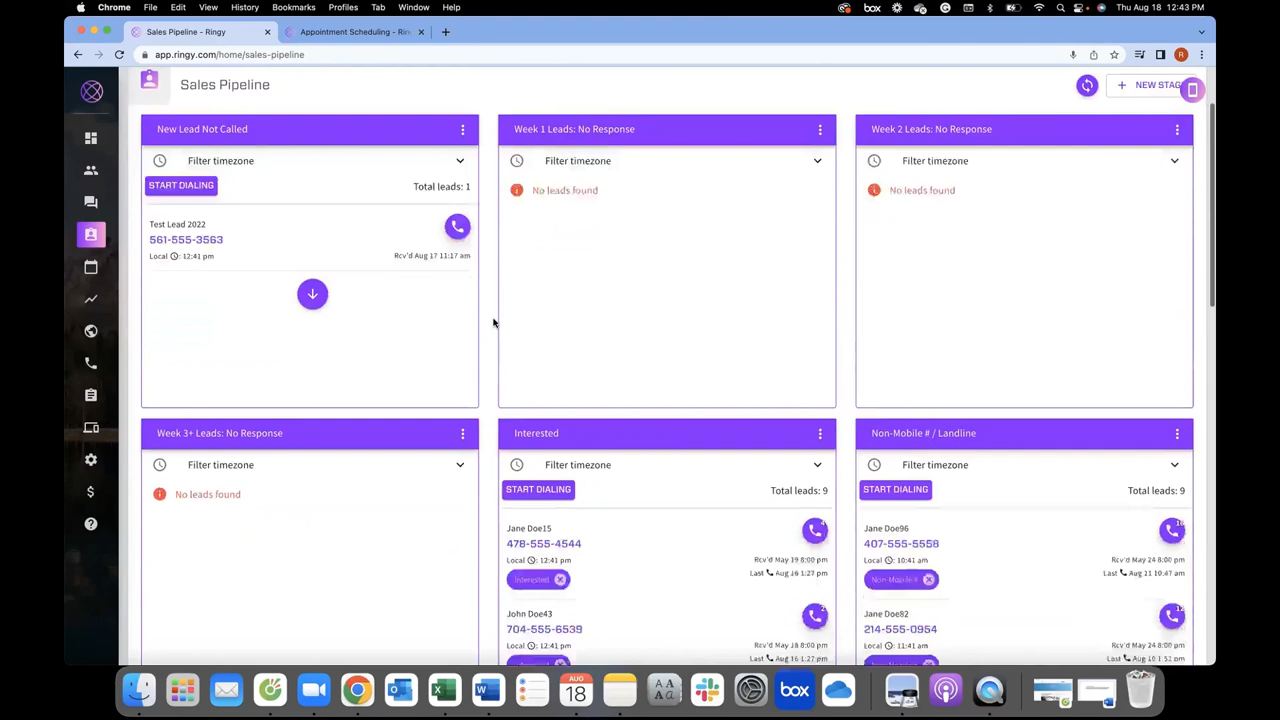 Chrome File Edit View History Bookmarks Profiles Tab Window Help
box
Thu Aug 18 12:43 PM
Sales Pipeline - Ringy
Appointment Scheduling - Rin
app.ringy.com/home/sales-pipeline
R
Sales Pipeline
NEW STAG
New Lead Not Called
Week 1 Leads: No Response
Week 2 Leads: No Response
Filter timezone
Filter timezone
Filter timezone
START DIALING
Total leads: 1
No leads found
No leads found
Test Lead 2022
561-555-3563
Local : 12:41 pm
Rcv'd Aug 17 11:17 am
Week 3+ Leads: No Response
Interested
Non-Mobile # / Landline
Filter timezone
Filter timezone
Filter timezone
No leads found
START DIALING
Total leads: 9
START DIALING
Total leads: 9
Jane Doe15
478-555-4544
Local : 12:41 pm
Rcv'd May 19 8:00 pm
Last Aug 16 1:27 pm
Interested
Jane Doe96
407-555-5558
Local : 10:41 am
Rcv'd May 24 8:00 pm
Last Aug 11 10:47 am
Non-Mobile #
John Doe43
704-555-6539
Local : 12:41 pm
Rcv'd May 18 8:00 pm
Last Aug 16 1:27 pm
Jane Doe82
214-555-0954
Local : 11:41 am
Rcv'd May 24 8:00 pm
Last Aug 10 1:52 pm
AUG
18
box